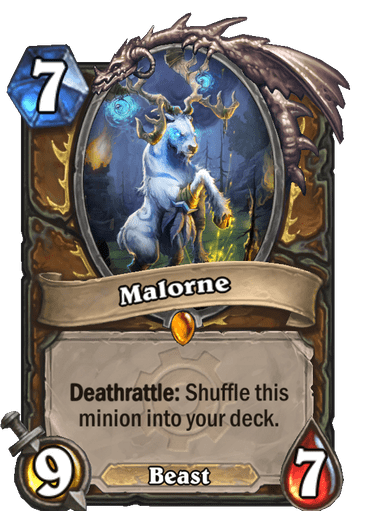 7
Malorne
Deathrattle: Shuffle this
minion into your deck.
9
Beast
7